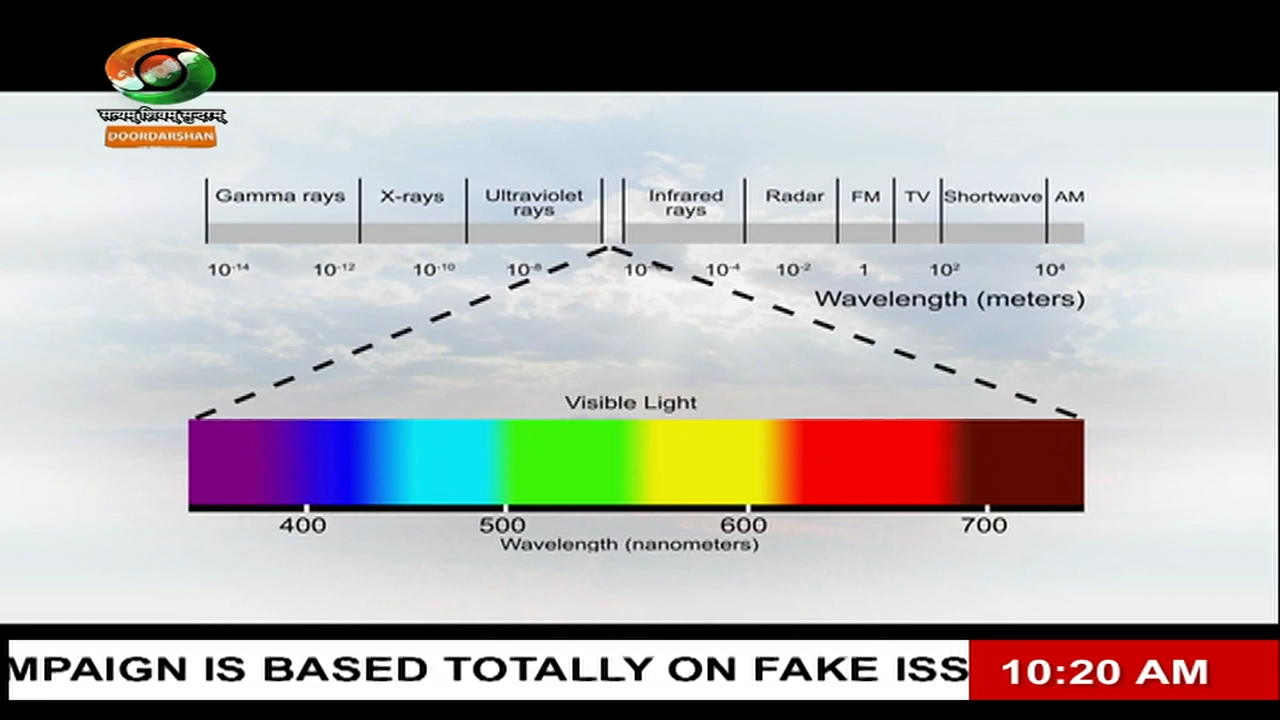 सत्यम् शिवम् सुन्दरम्
DOORDARSHAN
Gamma rays X-rays Ultraviolet rays Infrared rays Radar FM TV Shortwave AM
10⁻¹⁴ 10⁻¹² 10⁻¹⁰ 10⁻⁸ 10⁻⁴ 10⁻² 1 10² 10⁴
Wavelength (meters)
Visible Light
400 500 600 700
Wavelength (nanometers)
MPAIGN IS BASED TOTALLY ON FAKE ISS 10:20 AM